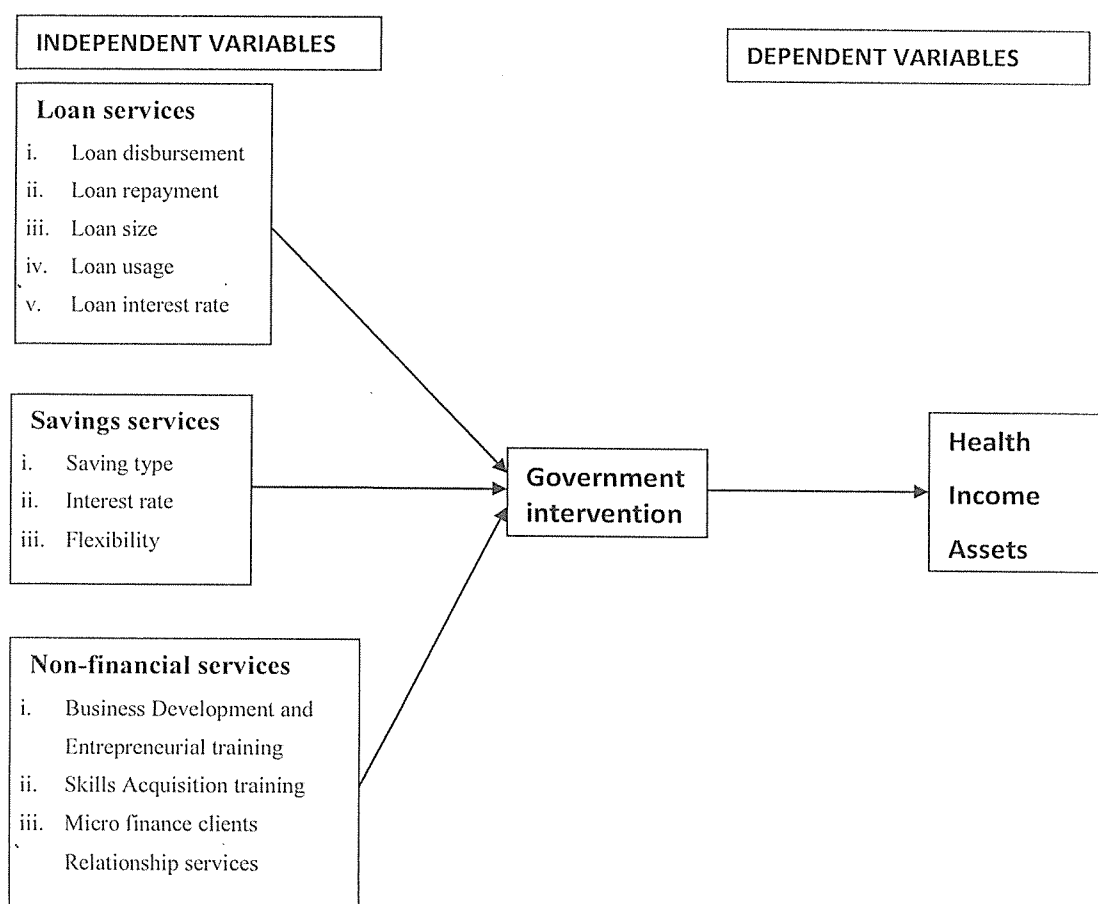 INDEPENDENT VARIABLES
DEPENDENT VARIABLES
Loan services
i. Loan disbursement
ii. Loan repayment
iii. Loan size
iv. Loan usage
v. Loan interest rate
Savings services
i. Saving type
ii. Interest rate
iii. Flexibility
Non-financial services
i. Business Development and
Entrepreneurial training
ii. Skills Acquisition training
iii. Micro finance clients
Relationship services
Government
intervention
Health
Income
Assets